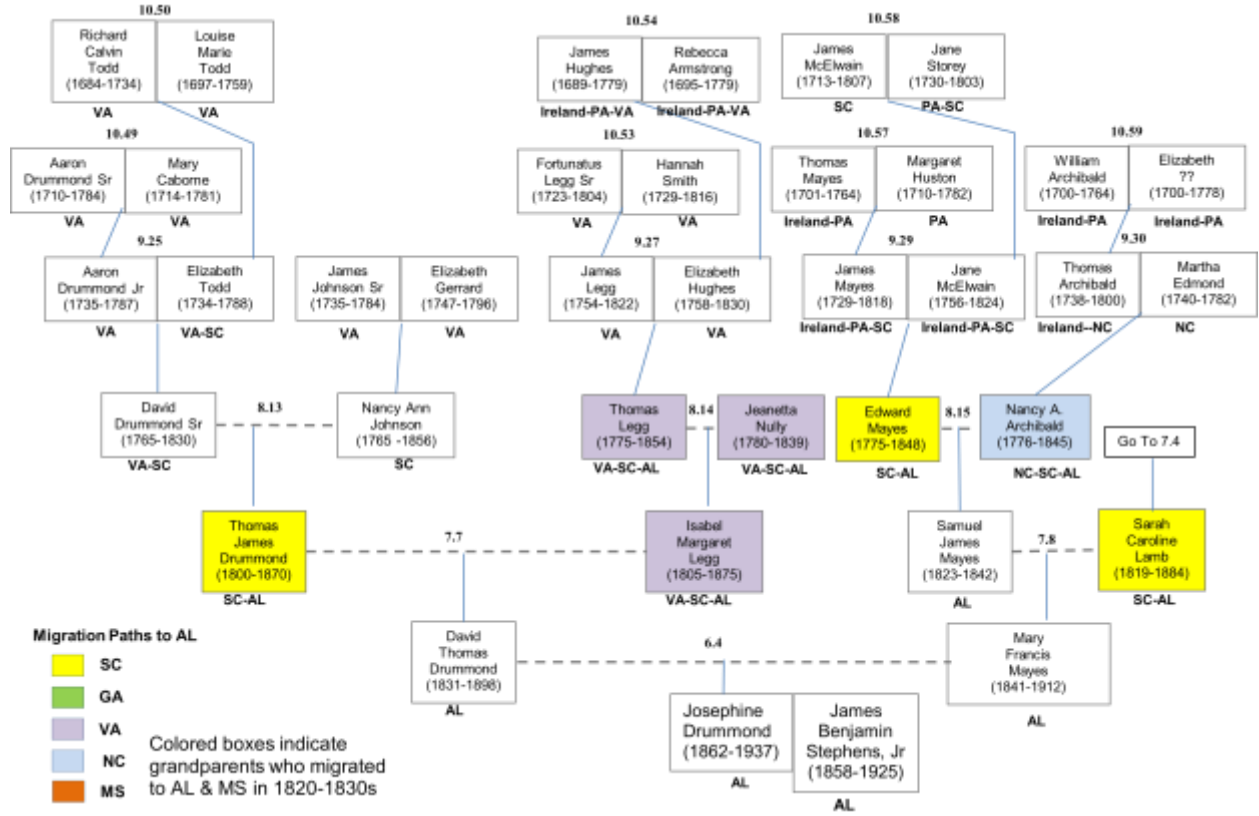 10.50
Richard
Calvin
Todd
(1684-1734)
VA
Louise
Marie
Todd
(1697-1759)
VA
10.54
James
Hughes
(1689-1779)
Ireland-PA-VA
Rebecca
Armstrong
(1695-1779)
Ireland-PA-VA
10.58
James
McElwain
(1713-1807)
SC
Jane
Storey
(1730-1803)
PA-SC
10.49
Aaron
Drummond Sr
(1710-1784)
VA
Mary
Caborne
(1714-1781)
VA
10.53
Fortunatus
Legg Sr
(1723-1804)
VA
Hannah
Smith
(1729-1816)
VA
10.57
Thomas
Mayes
(1701-1764)
Ireland-PA
Margaret
Huston
(1710-1782)
PA
10.59
William
Archibald
(1700-1764)
Ireland-PA
Elizabeth
??
(1700-1778)
Ireland-PA
9.25
Aaron
Drummond Jr
(1735-1787)
VA
Elizabeth
Todd
(1734-1788)
VA-SC
James
Johnson Sr
(1735-1784)
VA
Elizabeth
Gerrard
(1747-1796)
VA
9.27
James
Legg
(1754-1822)
VA
Elizabeth
Hughes
(1758-1830)
VA
9.29
James
Mayes
(1729-1818)
Ireland-PA-SC
Jane
McElwain
(1756-1824)
Ireland-PA-SC
9.30
Thomas
Archibald
(1738-1800)
Ireland--NC
Martha
Edmond
(1740-1782)
NC
David
Drummond Sr
(1765-1830)
VA-SC
8.13
Nancy Ann
Johnson
(1765 -1856)
SC
Thomas
Legg
(1775-1854)
VA-SC-AL
8.14
Jeanetta
Nully
(1780-1839)
VA-SC-AL
Edward
Mayes
(1775-1848)
SC-AL
8.15
Nancy A.
Archibald
(1776-1845)
NC-SC-AL
Go To 7.4
Thomas
James
Drummond
(1800-1870)
SC-AL
7.7
Isabel
Margaret
Legg
(1805-1875)
VA-SC-AL
Samuel
James
Mayes
(1823-1842)
AL
7.8
Sarah
Caroline
Lamb
(1819-1884)
SC-AL
David
Thomas
Drummond
(1831-1898)
AL
6.4
Mary
Francis
Mayes
(1841-1912)
AL
Josephine
Drummond
(1862-1937)
AL
James
Benjamin
Stephens, Jr
(1858-1925)
AL
Migration Paths to AL
SC
GA
VA
NC
MS
Colored boxes indicate
grandparents who migrated
to AL & MS in 1820-1830s